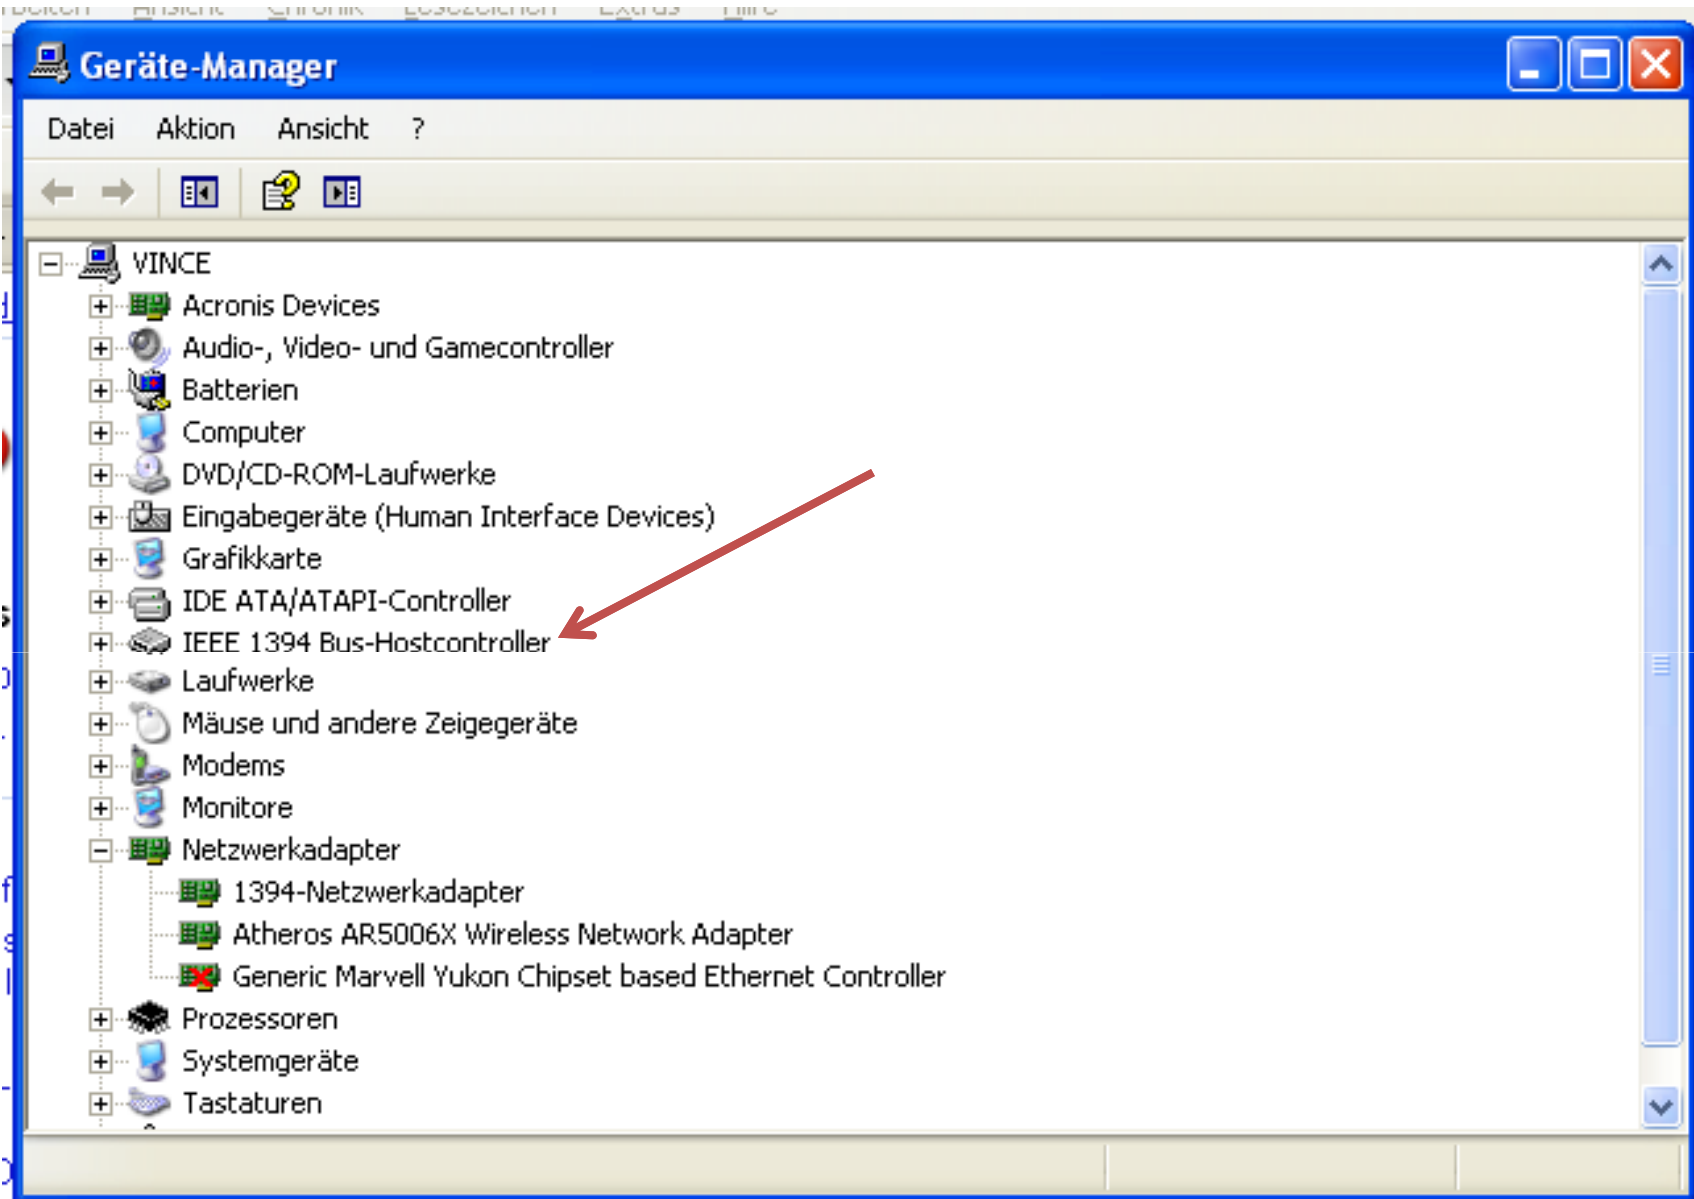 Geräte-Manager
Datei Aktion Ansicht ?
VINCE
Acronis Devices
Audio-, Video- und Gamecontroller
Batterien
Computer
DVD/CD-ROM-Laufwerke
Eingabegeräte (Human Interface Devices)
Grafikkarte
IDE ATA/ATAPI-Controller
IEEE 1394 Bus-Hostcontroller
Laufwerke
Mäuse und andere Zeigegeräte
Modems
Monitore
Netzwerkadapter
1394-Netzwerkadapter
Atheros AR5006X Wireless Network Adapter
Generic Marvell Yukon Chipset based Ethernet Controller
Prozessoren
Systemgeräte
Tastaturen